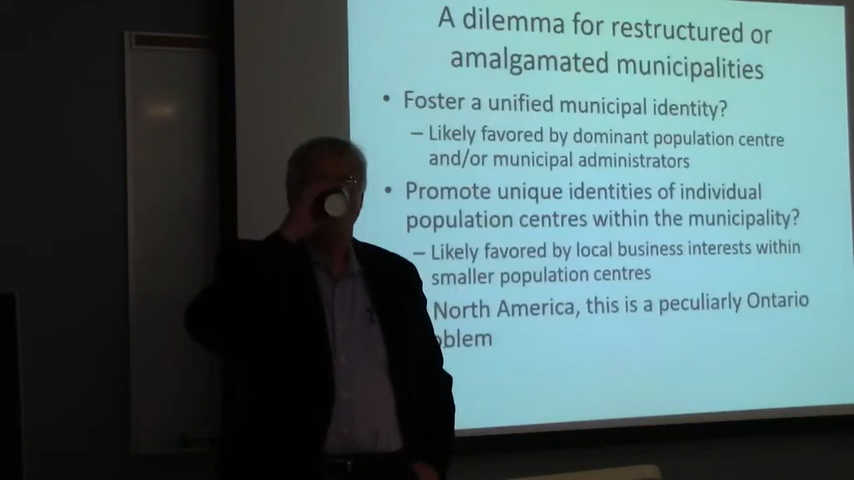 A dilemma for restructured or
amalgamated municipalities
• Foster a unified municipal identity?
– Likely favored by dominant population centre
and/or municipal administrators
• Promote unique identities of individual
population centres within the municipality?
– Likely favored by local business interests within
smaller population centres
North America, this is a peculiarly Ontario
oblem